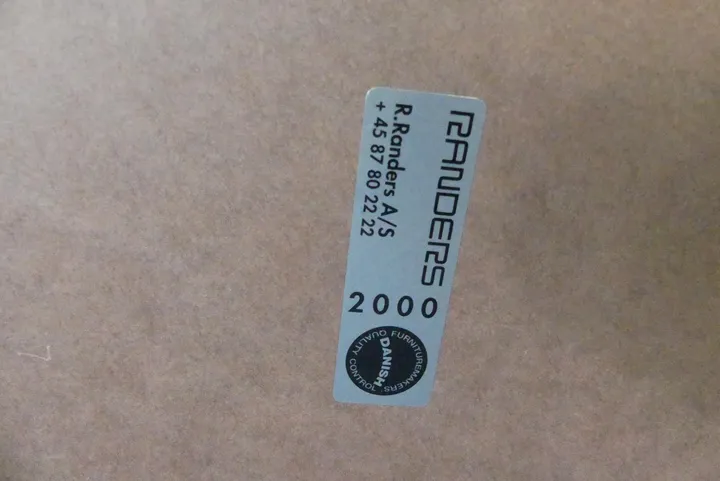 RANDERS
R.Randers A/S
+ 45 87 80 22 22
2000
DANISH
FURNITUREMAKERS
QUALITY CONTROL